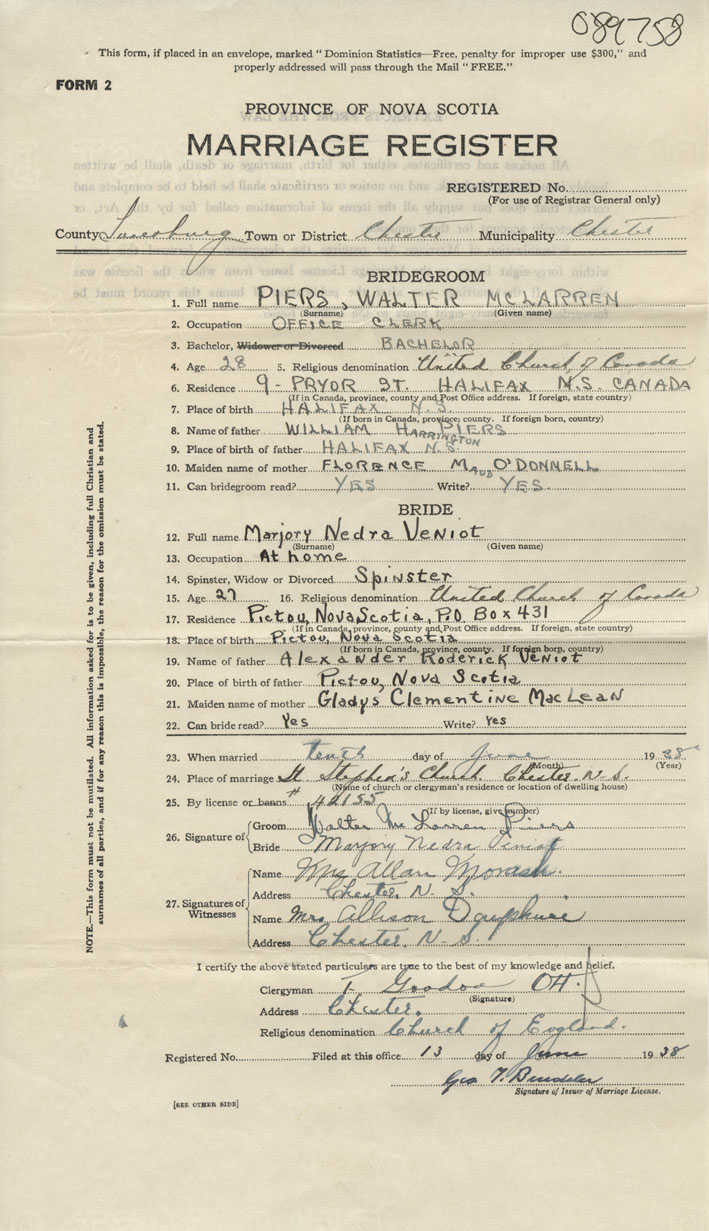 089758
This form, if placed in an envelope, marked "Dominion Statistics—Free, penalty for improper use $300," and
properly addressed will pass through the Mail "FREE."
FORM 2
PROVINCE OF NOVA SCOTIA
MARRIAGE REGISTER
REGISTERED No.
(For use of Registrar General only)
County Lunenburg Town or District Chester Municipality Chester
BRIDEGROOM
1. Full name PIERS, WALTER MCLARREN
(Surname) (Given name)
2. Occupation OFFICE CLERK
3. Bachelor, Widower or Divorced BACHELOR
4. Age 28 5. Religious denomination United Church of Canada
6. Residence 9 - PRYOR ST. HALIFAX N.S. CANADA
(If in Canada, province, county and Post Office address. If foreign, state country)
7. Place of birth HALIFAX N.S.
(If born in Canada, province, county. If foreign born, country)
8. Name of father WILLIAM HARRINGTON PIERS
9. Place of birth of father HALIFAX N.S.
10. Maiden name of mother FLORENCE MAUD O'DONNELL
11. Can bridegroom read? YES Write? YES.
BRIDE
12. Full name Marjory Nedra Veniot
(Surname) (Given name)
13. Occupation At home
14. Spinster, Widow or Divorced Spinster
15. Age 27 16. Religious denomination United Church of Canada
17. Residence Pictou, Nova Scotia, P.O. Box 431
(If in Canada, province, county and Post Office address. If foreign, state country)
18. Place of birth Pictou, Nova Scotia
(If born in Canada, province, county. If foreign born, country)
19. Name of father Alexander Roderick Veniot
20. Place of birth of father Pictou, Nova Scotia
21. Maiden name of mother Gladys Clementine MacLean
22. Can bride read? Yes Write? Yes
23. When married tenth day of June 1938
(Month) (Year)
24. Place of marriage St Stephen's Church Chester. N.S.
(Name of church or clergyman's residence or location of dwelling house)
25. By license or banns # 42155
(If by license, give number)
26. Signature of Groom Walter McLarren Piers
Bride Marjory Nedra Veniot
27. Signatures of Witnesses
Name Mrs Allan
Address Chester, N. S.
Name Mrs. Allison Dauphinee
Address Chester, N-S.
I certify the above stated particulars are true to the best of my knowledge and belief.
Clergyman T.
(Signature)
Address Chester.
Religious denomination Church of England.
Registered No. Filed at this office 13 day of June 1938
Geo
Signature of Issuer of Marriage License.
[SEE OTHER SIDE]
NOTE.—This form must not be mutilated. All information asked for is to be given, including full Christian and
surnames of all parties, and if for any reason this is impossible, the reason for the omission must be stated.